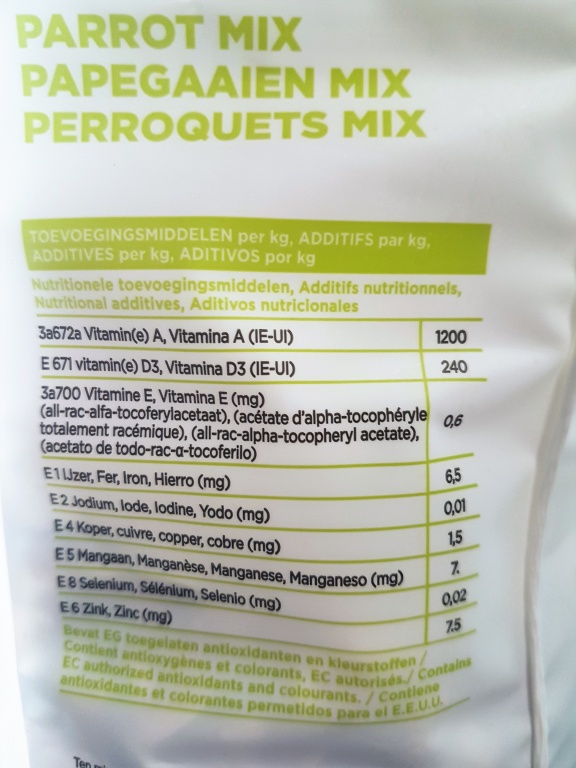 PARROT MIX
PAPEGAAIEN MIX
PERROQUETS MIX
TOEVOEGINGSMIDDELEN per kg, ADDITIFS par kg,
ADDITIVES per kg, ADITIVOS por kg
Nutritionele toevoegingsmiddelen, Additifs nutritionnels,
Nutritional additives, Aditivos nutricionales
3a672a Vitamin(e) A, Vitamina A (IE-UI) 1200
E 671 vitamin(e) D3, Vitamina D3 (IE-UI) 240
3a700 Vitamine E, Vitamina E (mg)
(all-rac-alfa-tocoferylacetaat), (acétate d'alpha-tocophéryle 0,6
totalement racémique), (all-rac-alpha-tocopheryl acetate),
(acetato de todo-rac-α-tocoferilo)
E 1 IJzer, Fer, Iron, Hierro (mg) 6,5
E 2 Jodium, Iode, Iodine, Yodo (mg) 0,01
E 4 Koper, cuivre, copper, cobre (mg) 1,5
E 5 Mangaan, Manganèse, Manganese, Manganeso (mg) 7.
E 8 Selenium, Sélénium, Selenio (mg) 0,02
E 6 Zink, Zinc (mg) 7.5
Bevat EG toegelaten antioxidanten en kleurstoffen /
Contient antioxygènes et colorants, EC autorisés./ Contains
EC authorized antioxidants and colourants. / Contiene
antioxidantes et colorantes permetidos para el E.E.U.U.